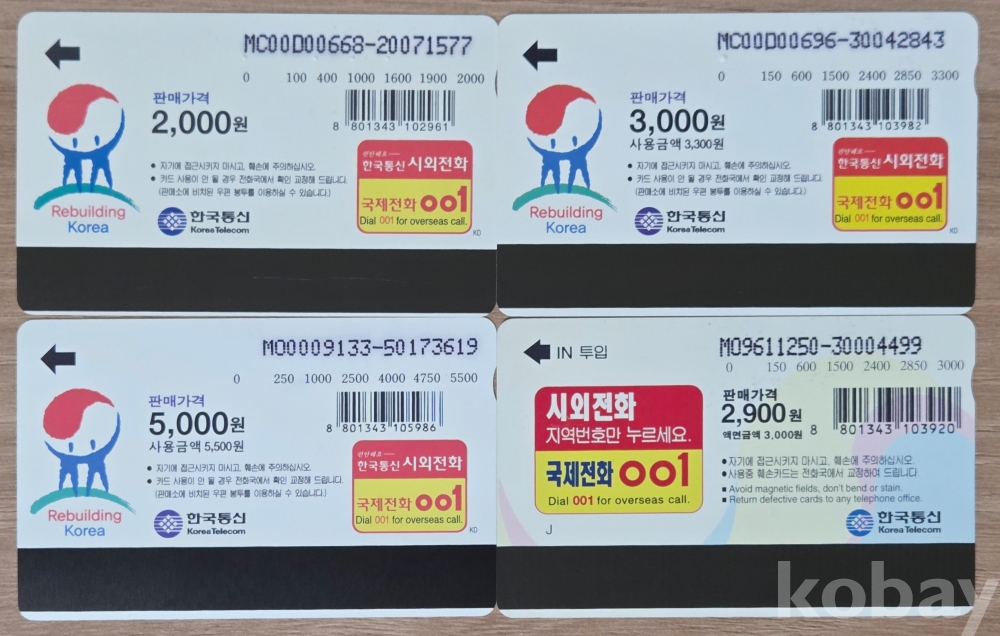 MC00D00668-20071577
0 100 400 1000 1600 1900 2000
판매가격
2,000원
8 801343 102961
• 자기에 접근시키지 마시고, 훼손에 주의하십시오.
• 카드 사용이 안 될 경우 전화국에서 확인 교정해 드립니다.
(판매소에 비치된 우편 봉투를 이용하실 수 있습니다.)
한국통신 시외전화
국제전화 001
Dial 001 for overseas call.
Rebuilding
Korea
한국통신
Korea Telecom
KD
MC00D00696-30042843
0 150 600 1500 2400 2850 3300
판매가격
3,000원
사용금액 3,300원
8 801343 103982
• 자기에 접근시키지 마시고, 훼손에 주의하십시오.
• 카드 사용이 안 될 경우 전화국에서 확인 교정해 드립니다.
(판매소에 비치된 우편 봉투를 이용하실 수 있습니다.)
한국통신 시외전화
국제전화 001
Dial 001 for overseas call.
Rebuilding
Korea
한국통신
Korea Telecom
KD
MO0009133-50173619
0 250 1000 2500 4000 4750 5500
판매가격
5,000원
사용금액 5,500원
8 801343 105986
• 자기에 접근시키지 마시고, 훼손에 주의하십시오.
• 카드 사용이 안 될 경우 전화국에서 확인 교정해 드립니다.
(판매소에 비치된 우편 봉투를 이용하실 수 있습니다.)
한국통신 시외전화
국제전화 001
Dial 001 for overseas call.
Rebuilding
Korea
한국통신
Korea Telecom
KD
IN 투입
MO9611250-30004499
0 150 600 1500 2400 2850 3000
시외전화
지역번호만 누르세요.
국제전화 001
Dial 001 for overseas call.
J
판매가격
2,900원
액면금액 3,000원
8 801343 103920
● 자기에 접근시키거나 훼손에 주의하십시오.
● 사용중 훼손카드는 전화국에서 교정하여 드립니다.
■ Avoid magnetic fields, don't bend or stain.
■ Return defective cards to any telephone office.
한국통신
Korea Telecom
kobay